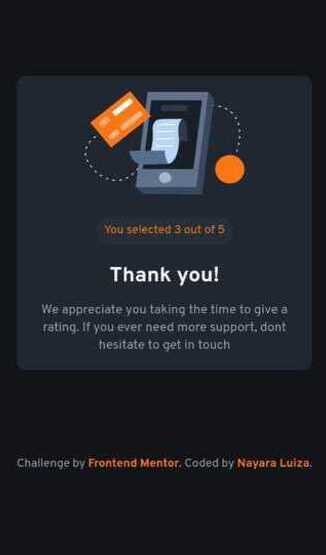 You selected 3 out of 5
Thank you!
We appreciate you taking the time to give a
rating. If you ever need more support, dont
hesitate to get in touch
Challenge by Frontend Mentor. Coded by Nayara Luiza.